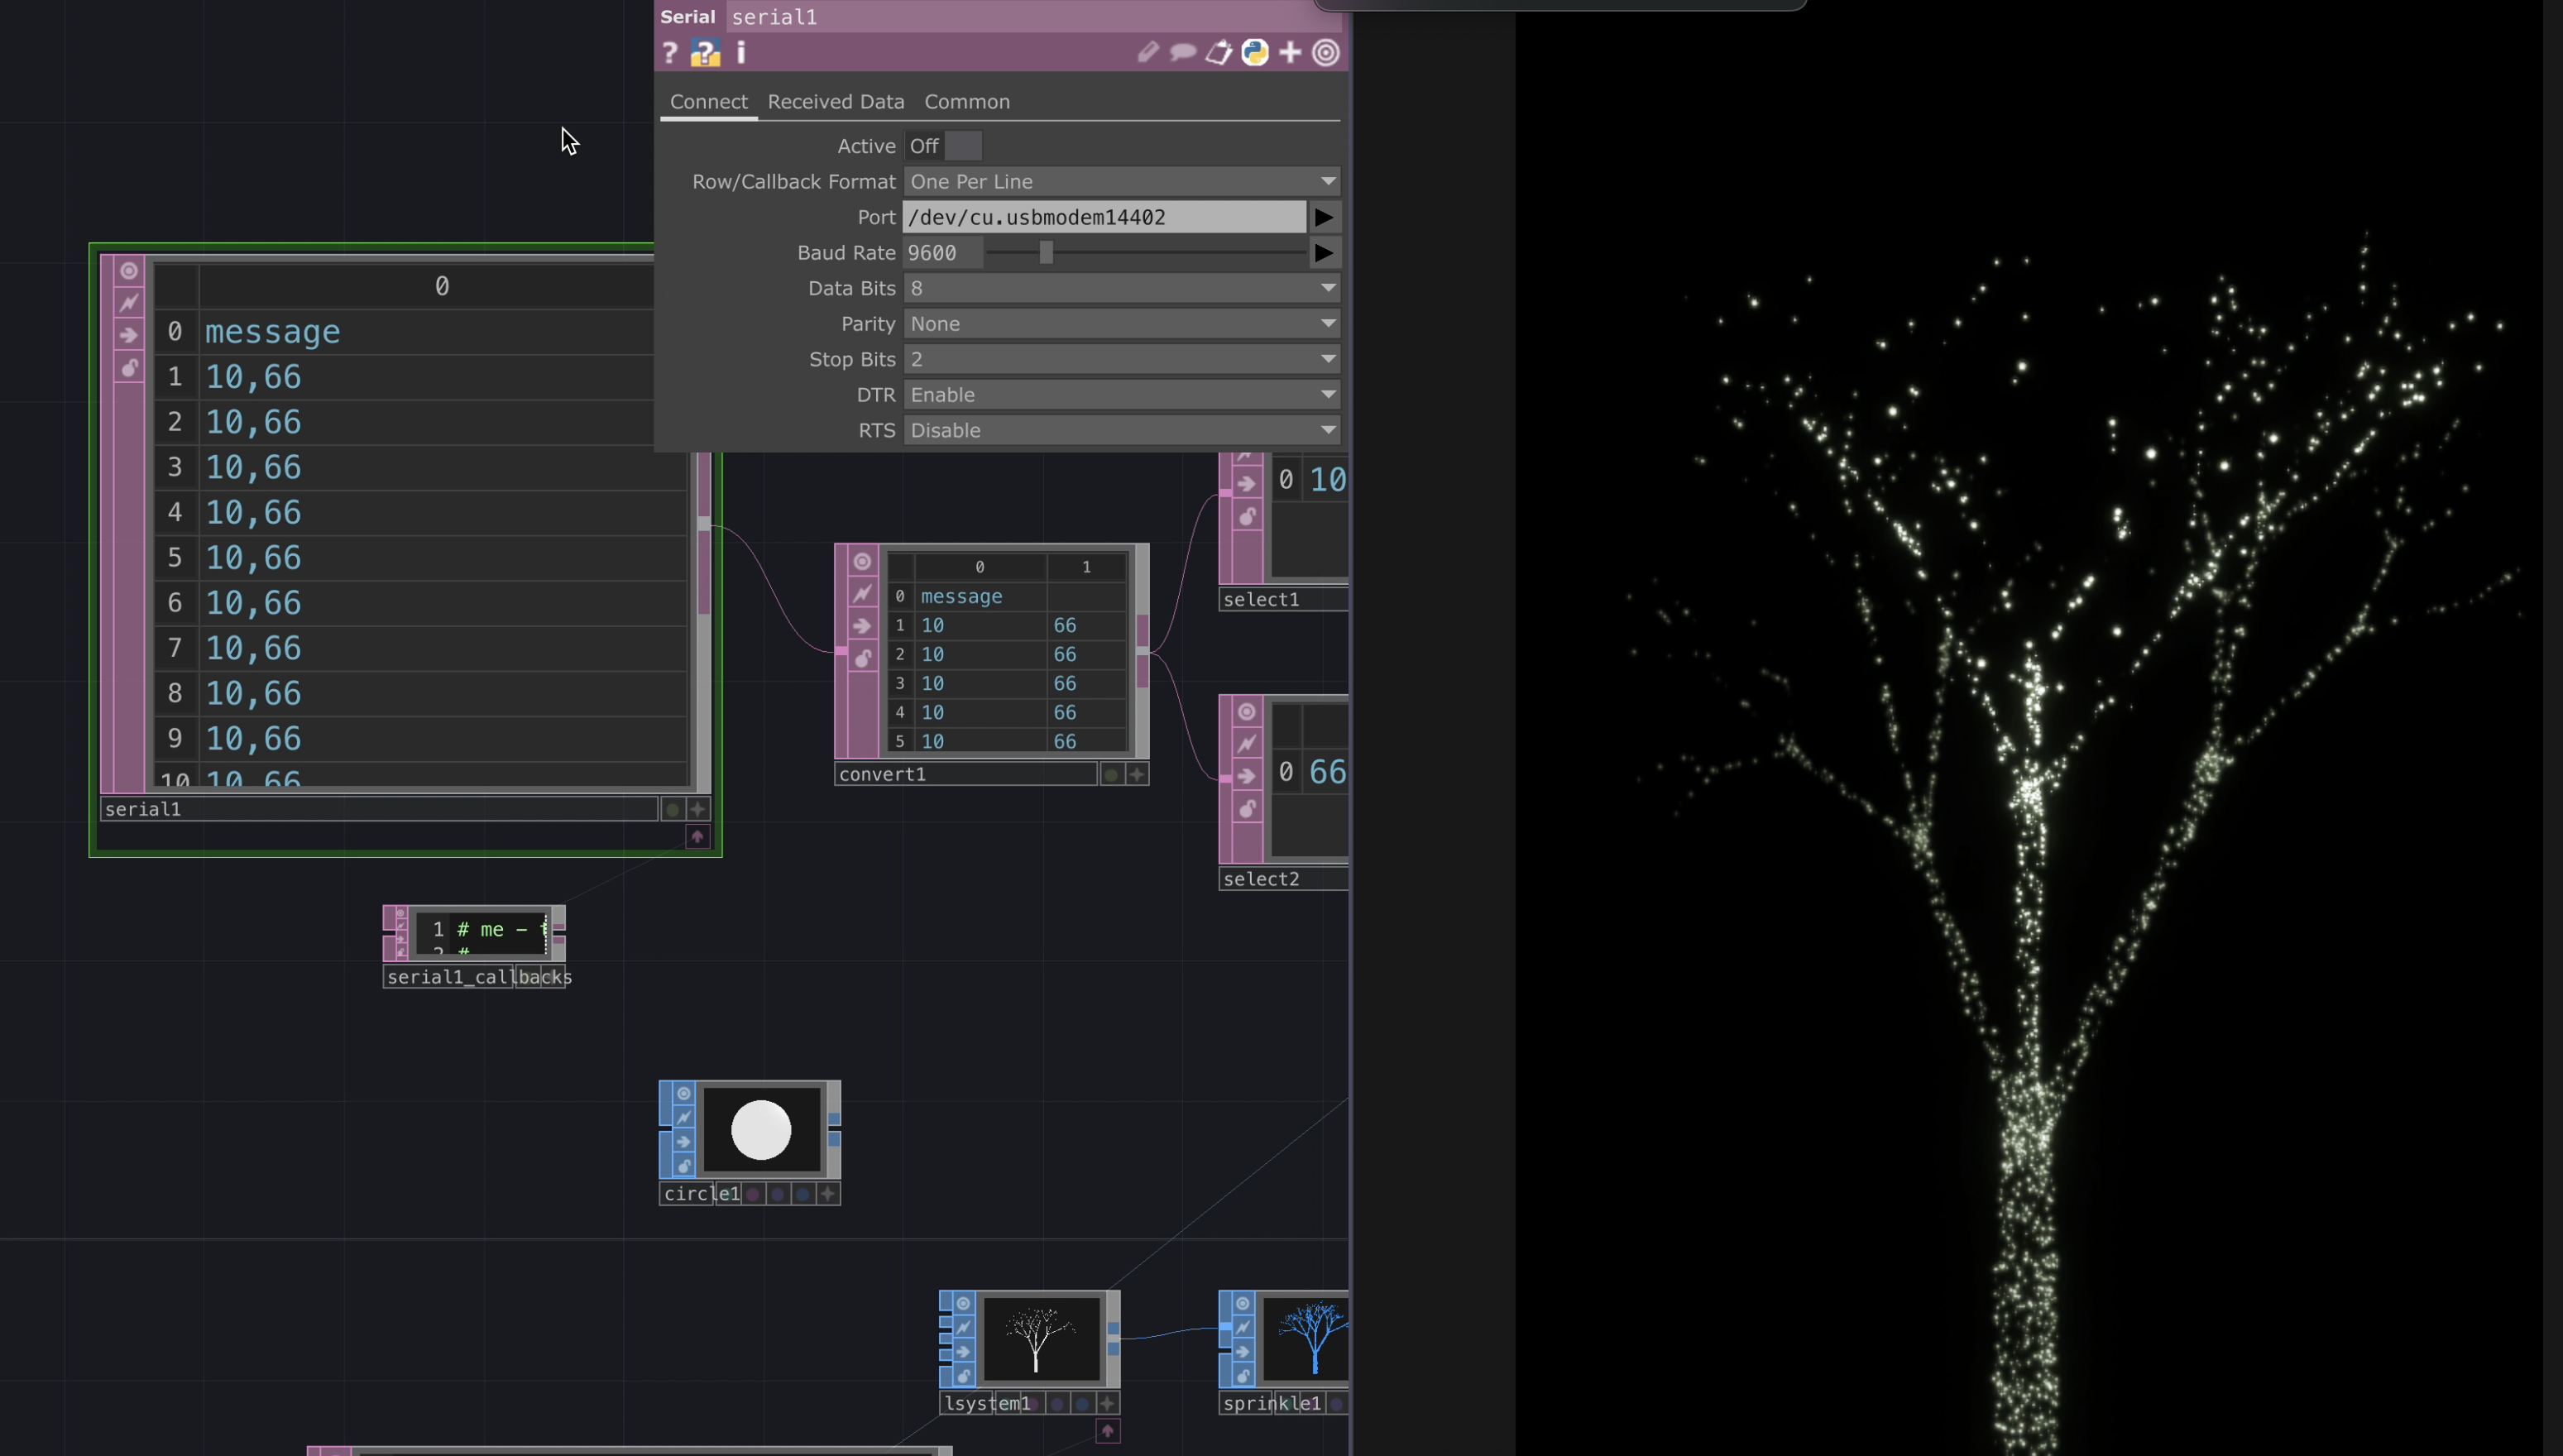 Serial serial1
? ? i
Connect Received Data Common
Active Off
Row/Callback Format One Per Line
Port /dev/cu.usbmodem14402
Baud Rate 9600
Data Bits 8
Parity None
Stop Bits 2
DTR Enable
RTS Disable
0
0 message
1 10,66
2 10,66
3 10,66
4 10,66
5 10,66
6 10,66
7 10,66
8 10,66
9 10,66
10 10,66
serial1
0 1
0 message
1 10 66
2 10 66
3 10 66
4 10 66
5 10 66
convert1
0 10
select1
0 66
select2
1 # me -
2 #
serial1_callbacks
circle1
lsystem1
sprinkle1